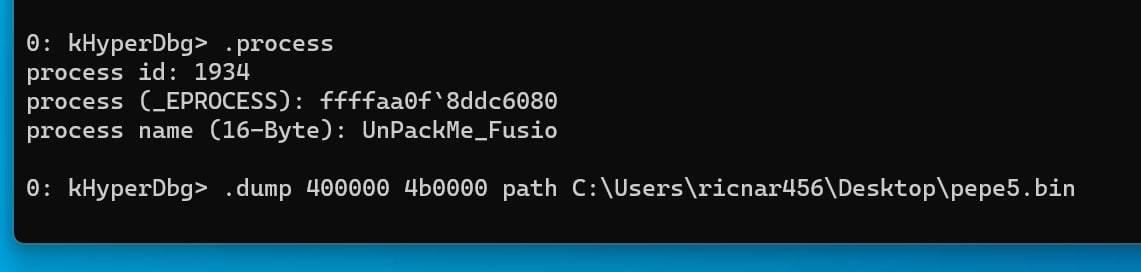 0: kHyperDbg> .process
process id: 1934
process (_EPROCESS): ffffaa0f`8ddc6080
process name (16-Byte): UnPackMe_Fusio
0: kHyperDbg> .dump 400000 4b0000 path C:\Users\ricnar456\Desktop\pepe5.bin